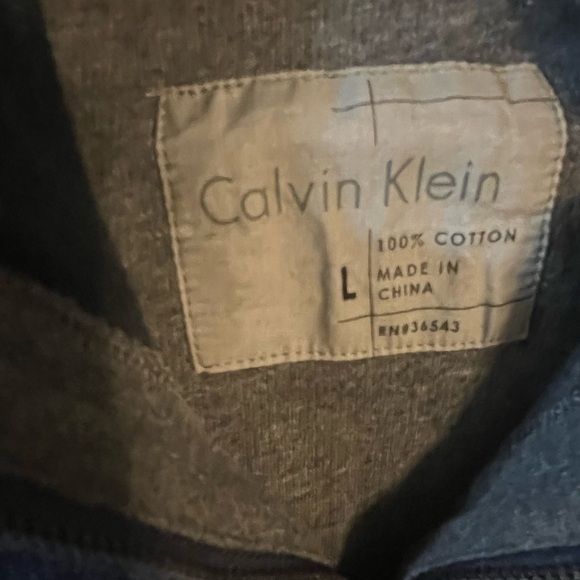 Calvin Klein
100% COTTON
L
MADE IN
CHINA
RN#36543